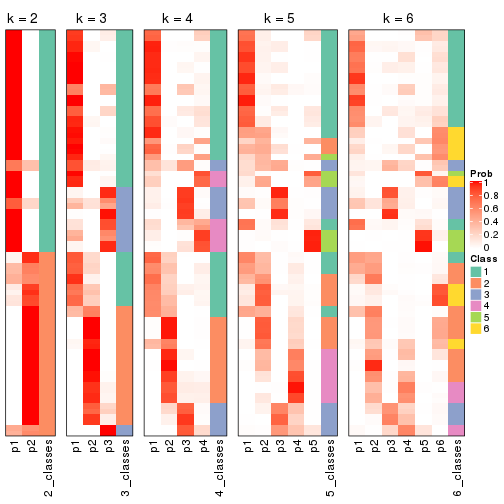 k = 2
k = 3
k = 4
k = 5
k = 6
p1
p2
2_classes
p1
p2
p3
3_classes
p1
p2
p3
p4
4_classes
p1
p2
p3
p4
p5
5_classes
p1
p2
p3
p4
p5
p6
6_classes
Prob
1
0.8
0.6
0.4
0.2
0
Class
1
2
3
4
5
6